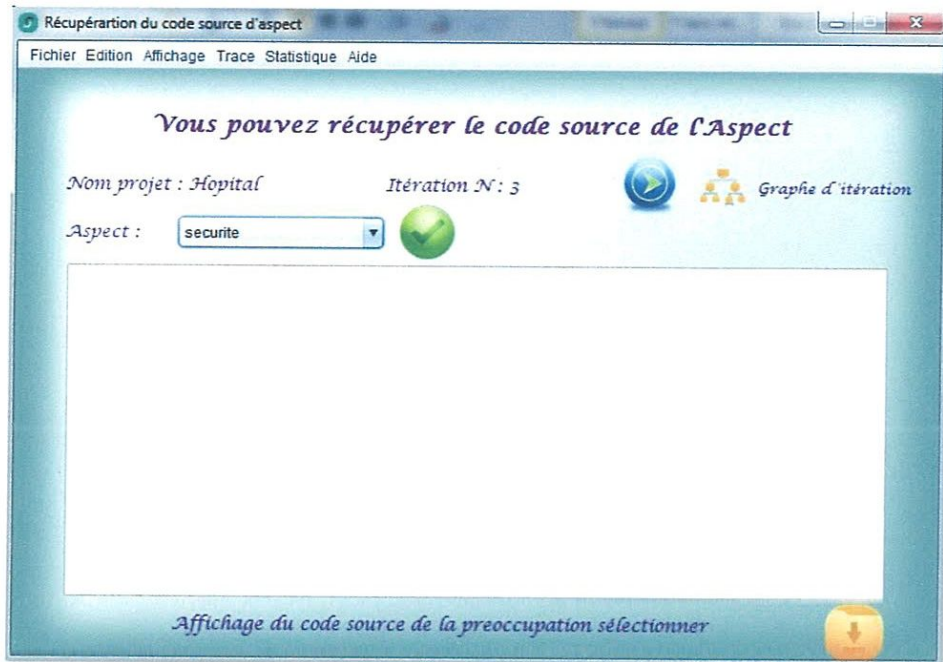 Récupérartion du code source d'aspect
Fichier Edition Affichage Trace Statistique Aide
Vous pouvez récupérer le code source de l'Aspect
Nom projet : Hopital Itération N : 3 Graphe d'itération
Aspect : securite
Affichage du code source de la preoccupation sélectionner